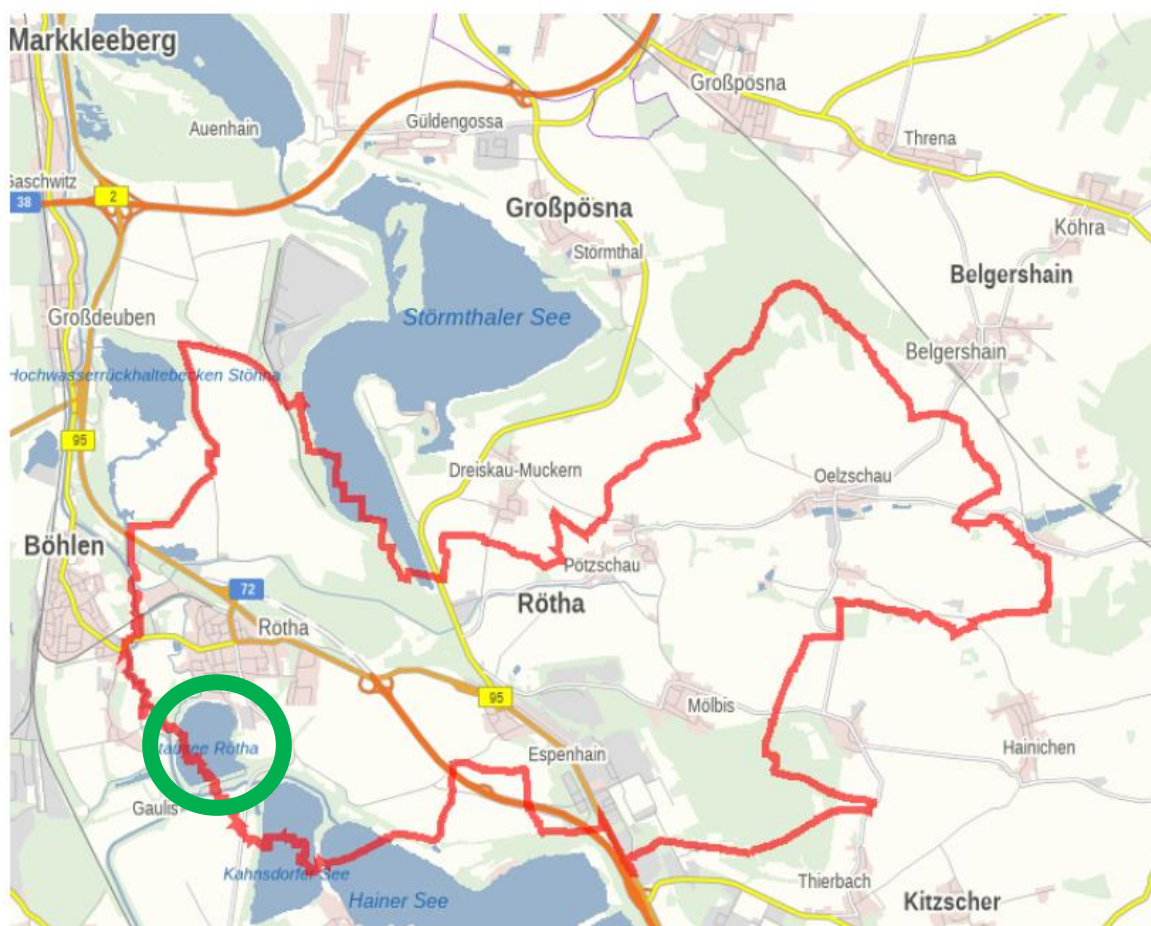 Markkleeberg
Großpösna
Auenhain
Güldengossa
Threna
Gaschwitz
38
2
Großpösna
Köhra
Störmthal
Belgershain
Großdeuben
Störmthaler See
Belgershain
Hochwasserrückhaltebecken Stöhna
95
Dreiskau-Muckern
Oelzschau
Böhlen
Pötzschau
72
Rötha
Rötha
95
Mölbis
tausee Rötha
Espenhain
Hainichen
Gaulis
Kahnsdorfer See
Thierbach
Hainer See
Kitzscher